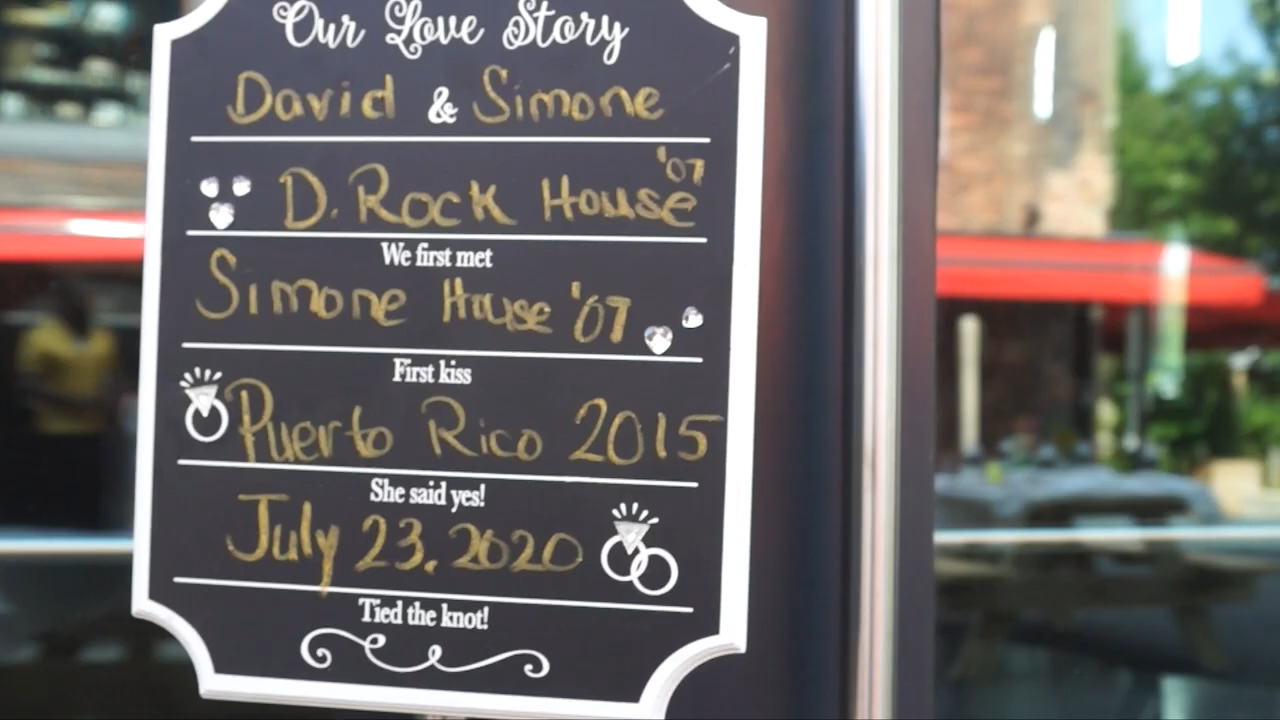 Our Love Story
David & Simone
'07
D. Rock House
We first met
Simone House '07
First kiss
Puerto Rico 2015
She said yes!
July 23, 2020
Tied the knot!